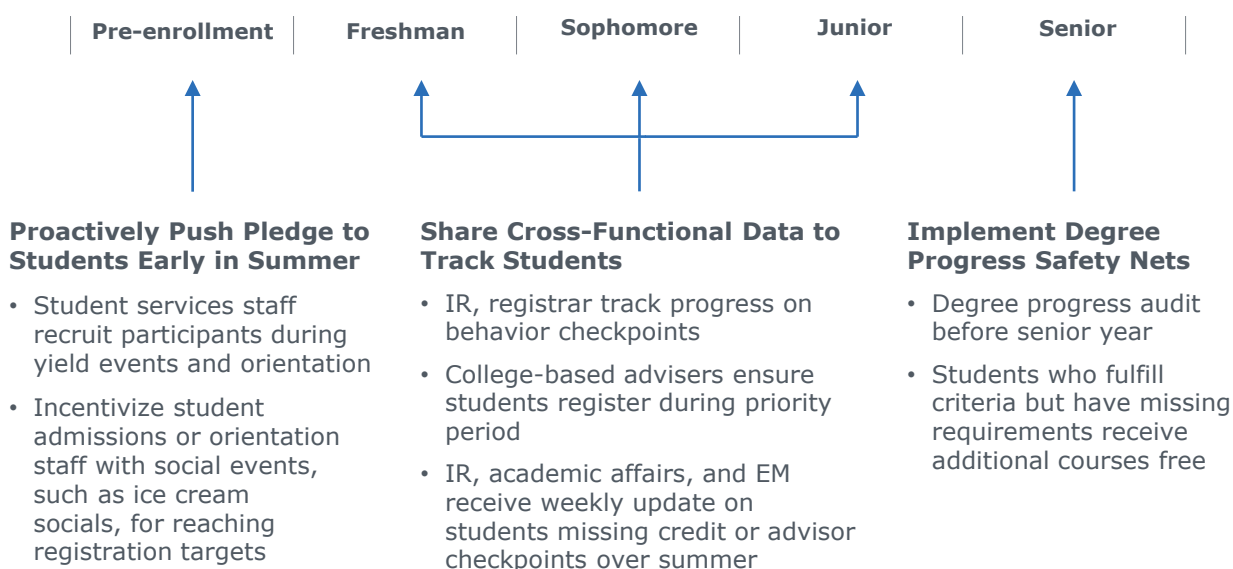 Pre-enrollment
Freshman
Sophomore
Junior
Senior
Proactively Push Pledge to
Students Early in Summer
• Student services staff
recruit participants during
yield events and orientation
• Incentivize student
admissions or orientation
staff with social events,
such as ice cream
socials, for reaching
registration targets
Share Cross-Functional Data to
Track Students
• IR, registrar track progress on
behavior checkpoints
• College-based advisers ensure
students register during priority
period
• IR, academic affairs, and EM
receive weekly update on
students missing credit or advisor
checkpoints over summer
Implement Degree
Progress Safety Nets
• Degree progress audit
before senior year
• Students who fulfill
criteria but have missing
requirements receive
additional courses free